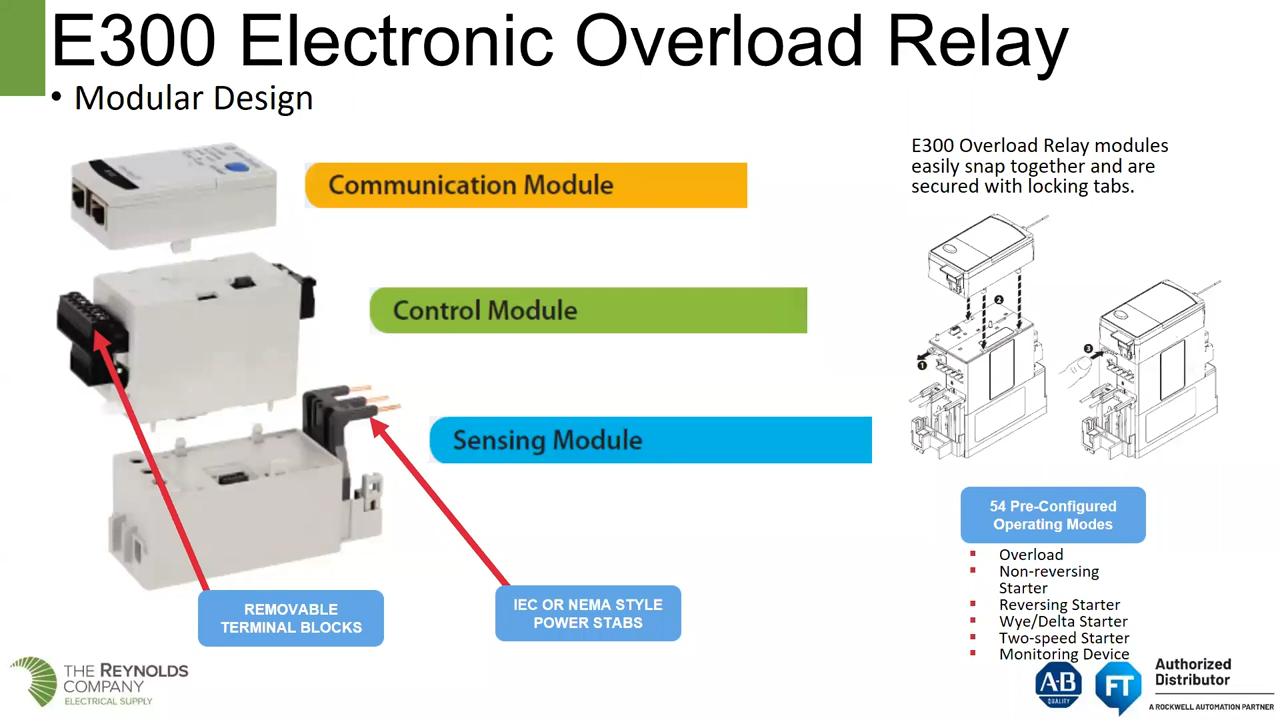 E300 Electronic Overload Relay
• Modular Design
Communication Module
Control Module
Sensing Module
REMOVABLE
TERMINAL BLOCKS
IEC OR NEMA STYLE
POWER STABS
E300 Overload Relay modules
easily snap together and are
secured with locking tabs.
2
1
3
54 Pre-Configured
Operating Modes
Overload
Non-reversing
Starter
Reversing Starter
Wye/Delta Starter
Two-speed Starter
Monitoring Device
THE REYNOLDS
COMPANY
ELECTRICAL SUPPLY
A-B
QUALITY
FT
Authorized
Distributor
A ROCKWELL AUTOMATION PARTNER